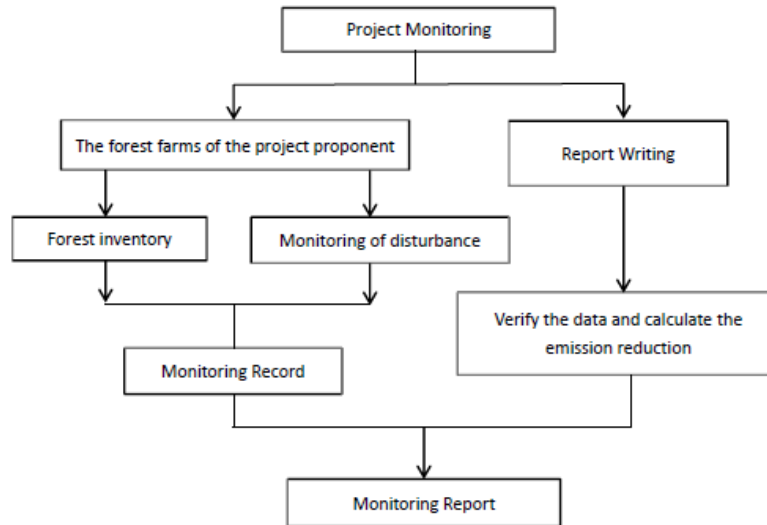 Project Monitoring
The forest farms of the project proponent
Report Writing
Forest inventory
Monitoring of disturbance
Verify the data and calculate the
emission reduction
Monitoring Record
Monitoring Report